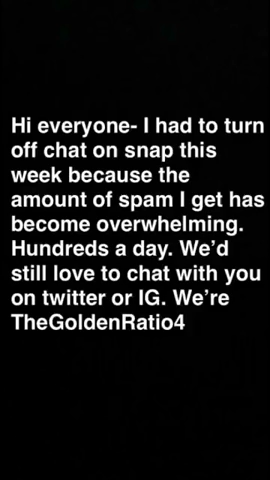 Hi everyone- I had to turn
off chat on snap this
week because the
amount of spam I get has
become overwhelming.
Hundreds a day. We’d
still love to chat with you
on twitter or IG. We’re
TheGoldenRatio4